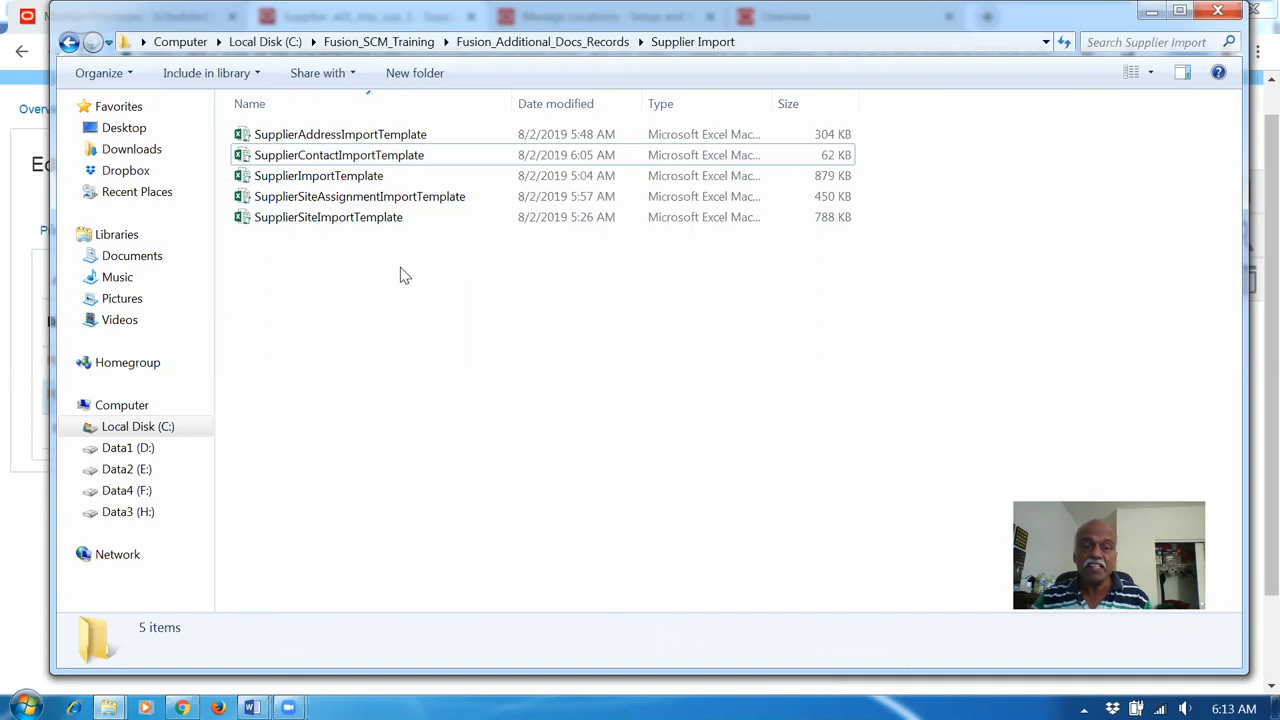 Computer Local Disk (C:) Fusion_SCM_Training Fusion_Additional_Docs_Records Supplier Import Search Supplier Import
Organize Include in library Share with New folder
Name Date modified Type Size
Favorites
Desktop
Downloads
Dropbox
Recent Places
Libraries
Documents
Music
Pictures
Videos
Homegroup
Computer
Local Disk (C:)
Data1 (D:)
Data2 (E:)
Data4 (F:)
Data3 (H:)
Network
SupplierAddressImportTemplate 8/2/2019 5:48 AM Microsoft Excel Mac... 304 KB
SupplierContactImportTemplate 8/2/2019 6:05 AM Microsoft Excel Mac... 62 KB
SupplierImportTemplate 8/2/2019 5:04 AM Microsoft Excel Mac... 879 KB
SupplierSiteAssignmentImportTemplate 8/2/2019 5:57 AM Microsoft Excel Mac... 450 KB
SupplierSiteImportTemplate 8/2/2019 5:26 AM Microsoft Excel Mac... 788 KB
5 items
6:13 AM